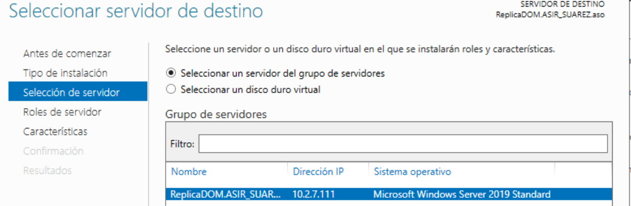 Seleccionar servidor de destino
SERVIDOR DE DESTINO
ReplicaDOM.ASIR_SUAREZ.aso
Antes de comenzar
Tipo de instalación
Selección de servidor
Roles de servidor
Características
Confirmación
Resultados
Seleccione un servidor o un disco duro virtual en el que se instalarán roles y características.
Seleccionar un servidor del grupo de servidores
Seleccionar un disco duro virtual
Grupo de servidores
Filtro:
Nombre Dirección IP Sistema operativo
ReplicaDOM.ASIR_SUAR... 10.2.7.111 Microsoft Windows Server 2019 Standard